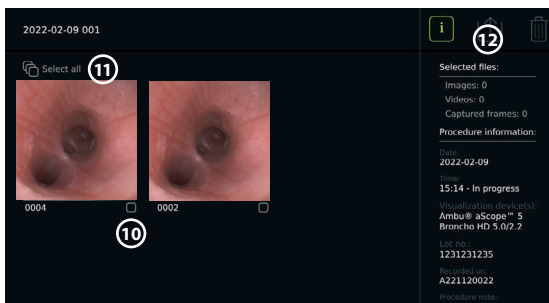 2022-02-09 001
i
12
Select all
11
0004
0002
10
Selected files:
Images: 0
Videos: 0
Captured frames: 0
Procedure information:
Date:
2022-02-09
Time:
15:14 - In progress
Visualization device(s):
Ambu® aScope™ 5
Broncho HD 5.0/2.2
Lot no.:
1231231235
Recorded on:
A221120022
Procedure note: